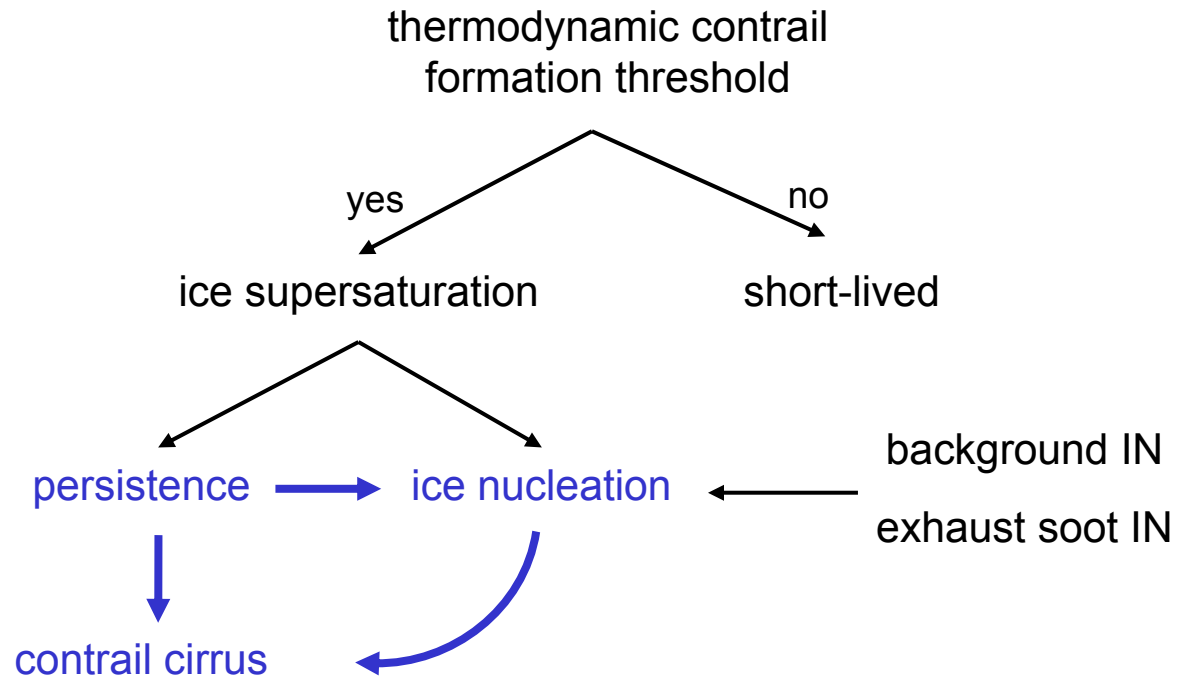 thermodynamic contrail
formation threshold
yes
no
ice supersaturation
short-lived
background IN
persistence
ice nucleation
exhaust soot IN
contrail cirrus